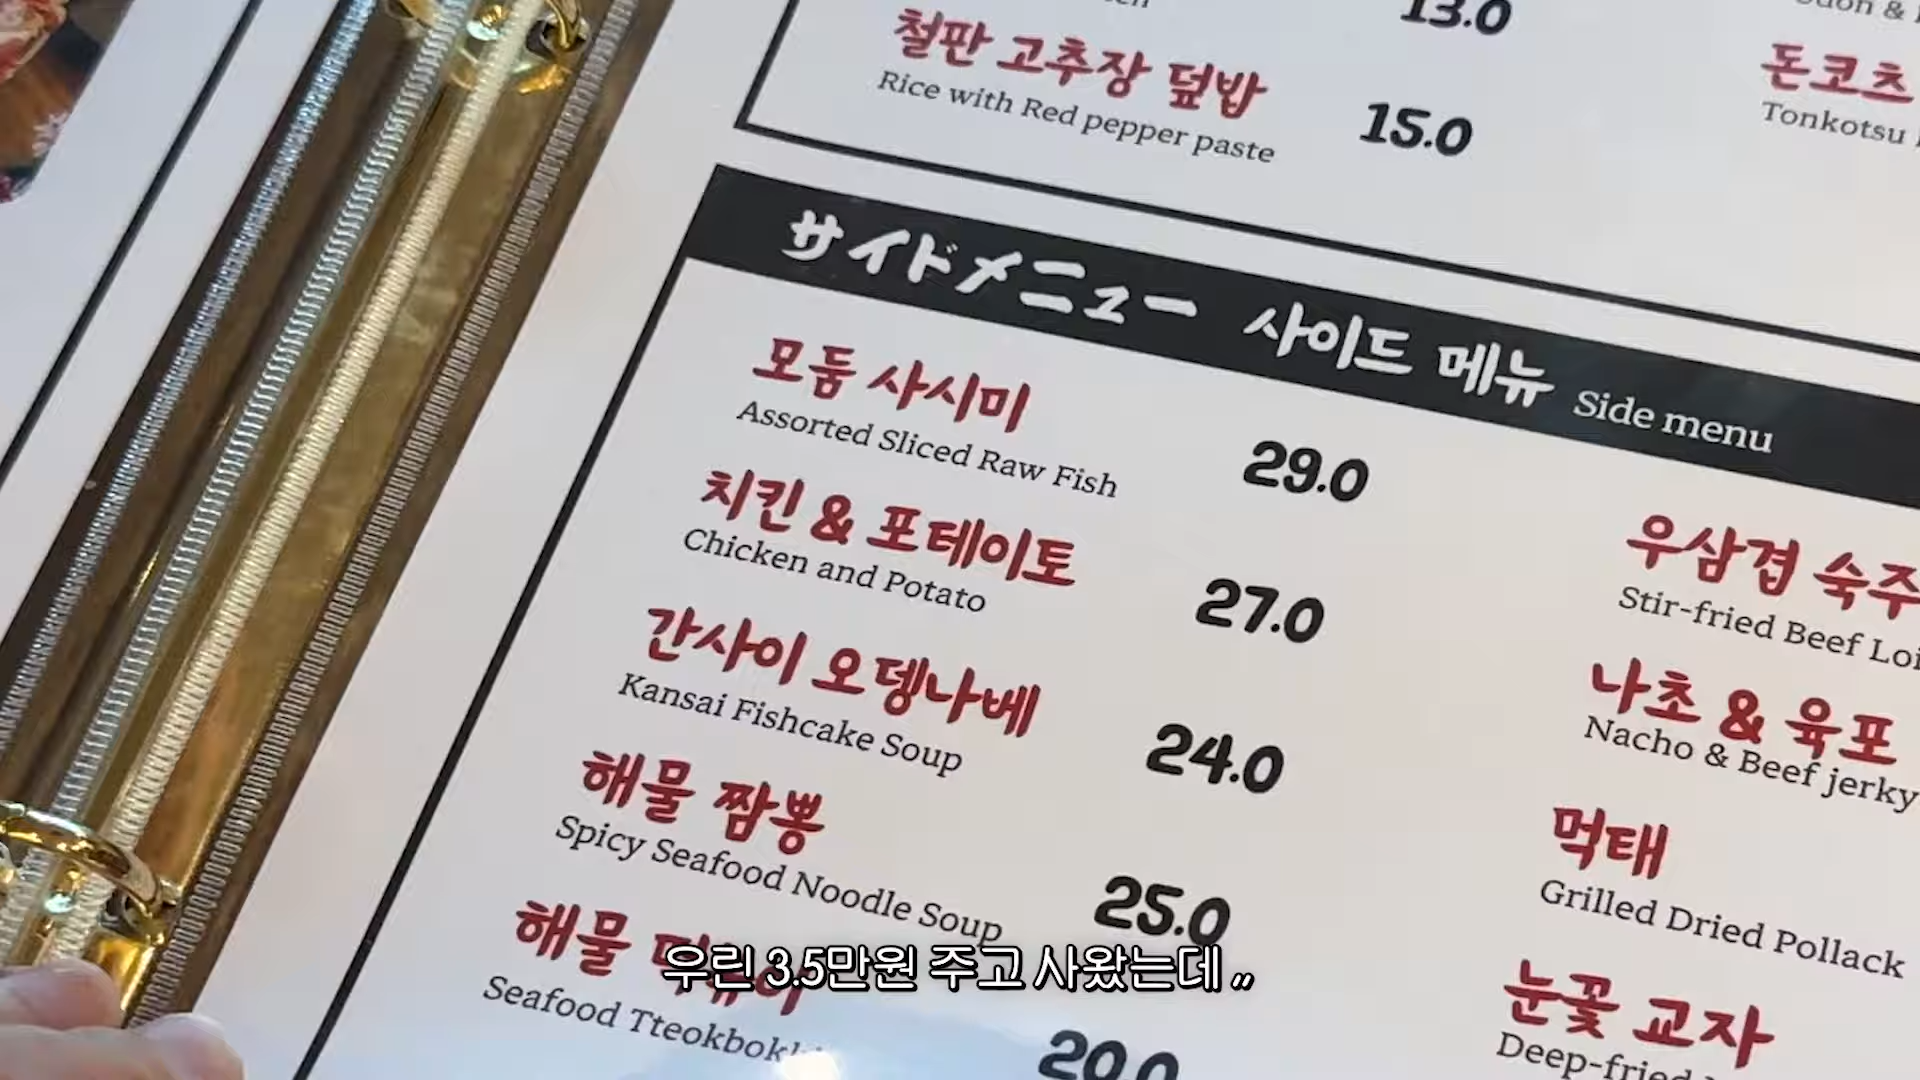 13.0
철판 고추장 덮밥
Rice with Red pepper paste
15.0
돈코츠
Tonkotsu
サイドメニュー 사이드 메뉴 Side menu
모둠 사시미
Assorted Sliced Raw Fish
29.0
치킨 & 포테이토
Chicken and Potato
27.0
간사이 오뎅나베
Kansai Fishcake Soup
24.0
해물 짬뽕
Spicy Seafood Noodle Soup
25.0
해물
Seafood
20.0
우삼겹 숙주
Stir-fried Beef
나초 & 육포
Nacho & Beef jerky
먹태
Grilled Dried Pollack
눈꽃 교자
Deep-fried
우린 3.5만원 주고 사왔는데 〃